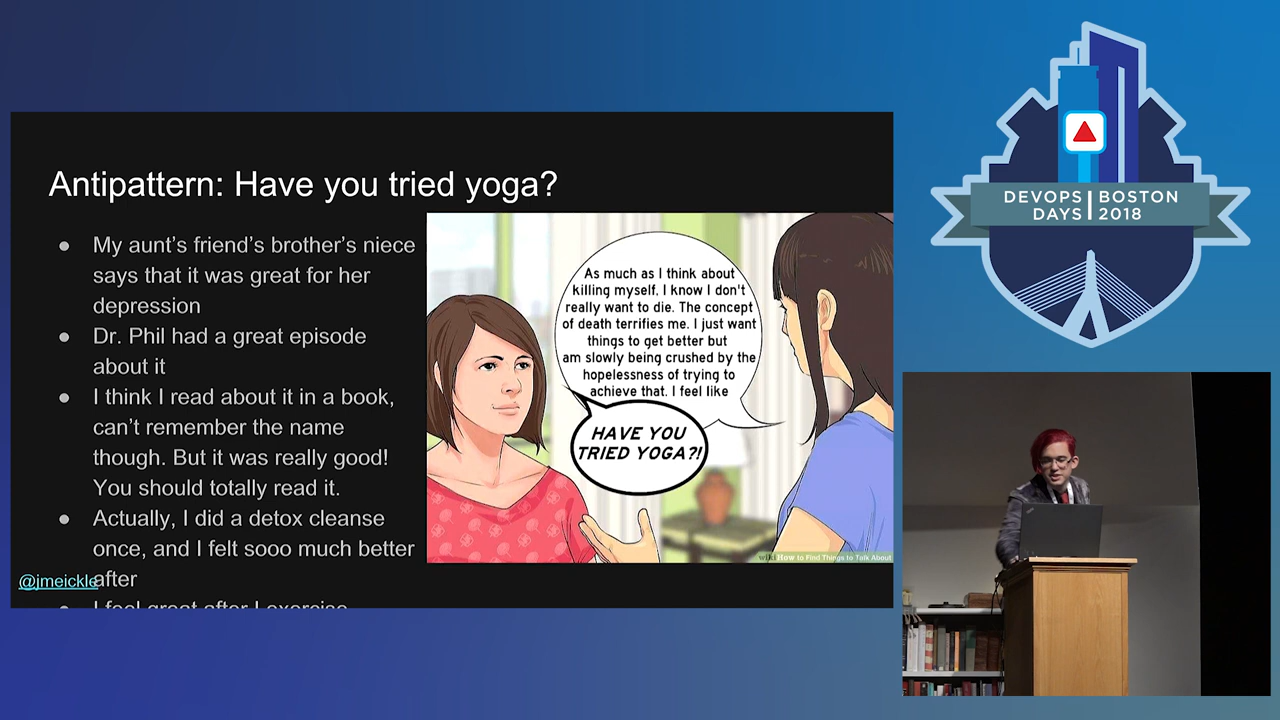 Antipattern: Have you tried yoga?
● My aunt's friend's brother's niece
says that it was great for her
depression
● Dr. Phil had a great episode
about it
● I think I read about it in a book,
can't remember the name
though. But it was really good!
You should totally read it.
● Actually, I did a detox cleanse
once, and I felt sooo much better
after
● I feel great after I exercise
@jmeickle
As much as I think about
killing myself, I know I don't
really want to die. The concept
of death terrifies me. I just want
things to get better but
am slowly being crushed by the
hopelessness of trying to
achieve that. I feel like
HAVE YOU
TRIED YOGA?!
wikiHow to Find Things to Talk About
DEVOPS BOSTON
DAYS 2018